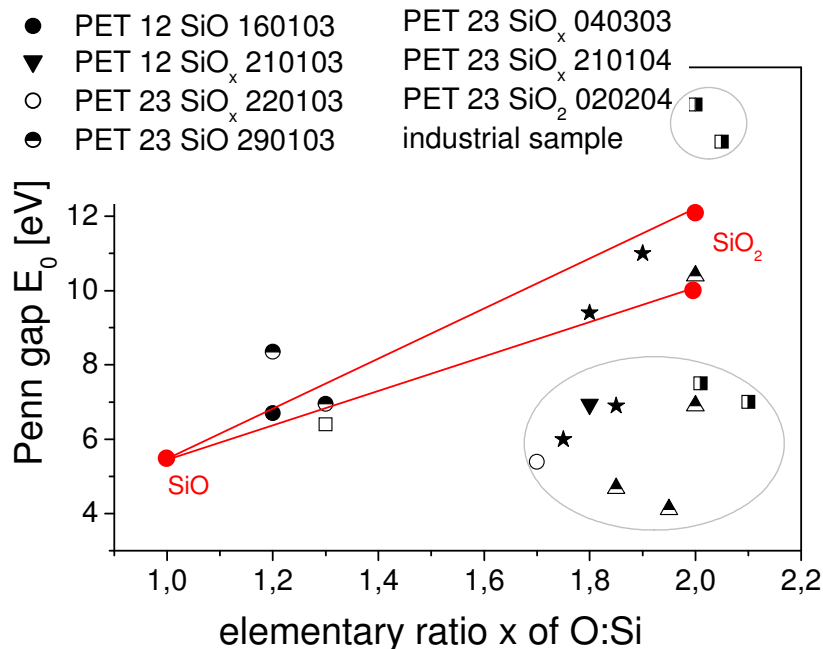 PET 12 SiO 160103
PET 12 SiOx 210103
PET 23 SiOx 220103
PET 23 SiO 290103
PET 23 SiOx 040303
PET 23 SiOx 210104
PET 23 SiO2 020204
industrial sample
Penn gap E0 [eV]
12
10
8
6
4
SiO2
SiO
1,0 1,2 1,4 1,6 1,8 2,0 2,2
elementary ratio x of O:Si